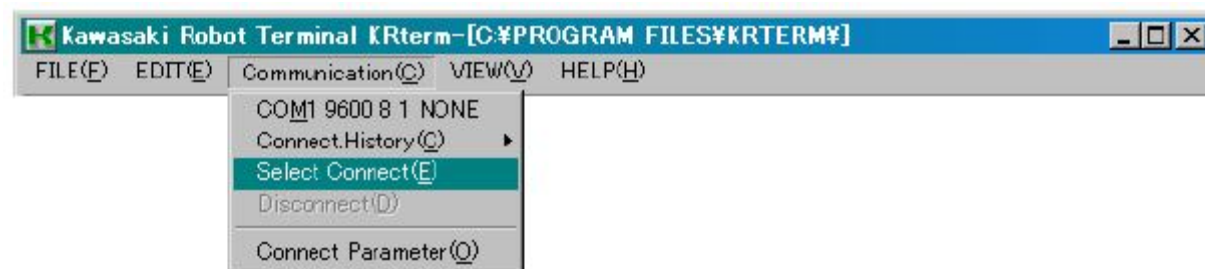 Kawasaki Robot Terminal KRterm-[C:¥PROGRAM FILES¥KRTERM¥]
FILE(F) EDIT(E) Communication(C) VIEW(V) HELP(H)
COM1 9600 8 1 NONE
Connect.History(C)
Select Connect(E)
Disconnect(D)
Connect Parameter(O)